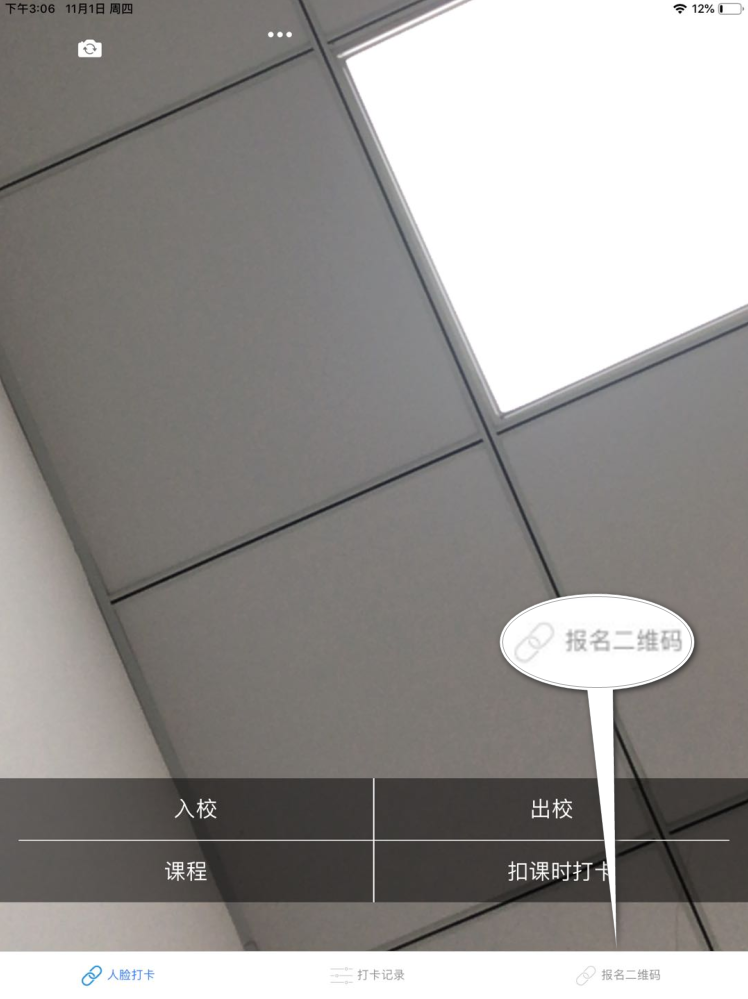 下午3:06 11月1日 周四
12%
报名二维码
入校
出校
课程
扣课时打卡
人脸打卡
打卡记录
报名二维码